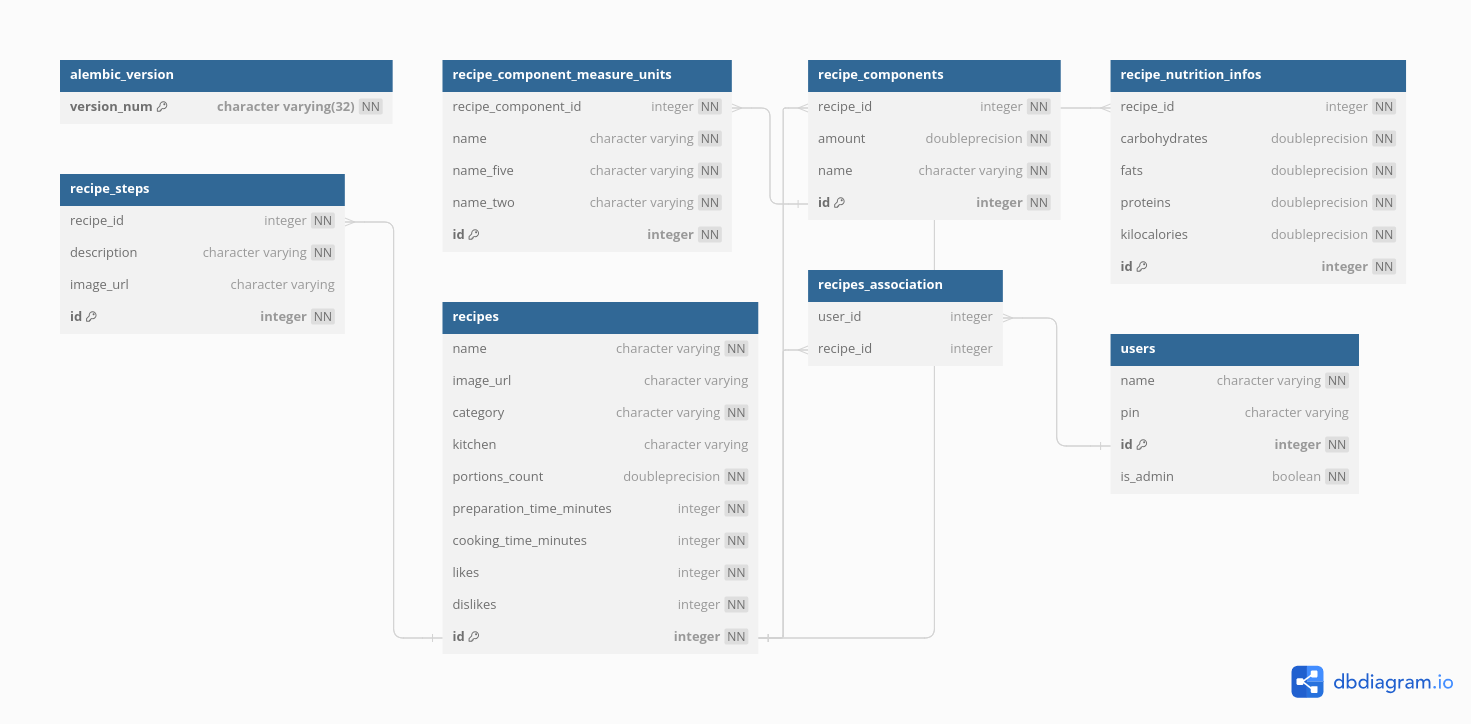 alembic_version
version_num character varying(32) NN
recipe_steps
recipe_id integer NN
description character varying NN
image_url character varying
id integer NN
recipe_component_measure_units
recipe_component_id integer NN
name character varying NN
name_five character varying NN
name_two character varying NN
id integer NN
recipes
name character varying NN
image_url character varying
category character varying NN
kitchen character varying
portions_count doubleprecision NN
preparation_time_minutes integer NN
cooking_time_minutes integer NN
likes integer NN
dislikes integer NN
id integer NN
recipe_components
recipe_id integer NN
amount doubleprecision NN
name character varying NN
id integer NN
recipes_association
user_id integer
recipe_id integer
recipe_nutrition_infos
recipe_id integer NN
carbohydrates doubleprecision NN
fats doubleprecision NN
proteins doubleprecision NN
kilocalories doubleprecision NN
id integer NN
users
name character varying NN
pin character varying
id integer NN
is_admin boolean NN
dbdiagram.io